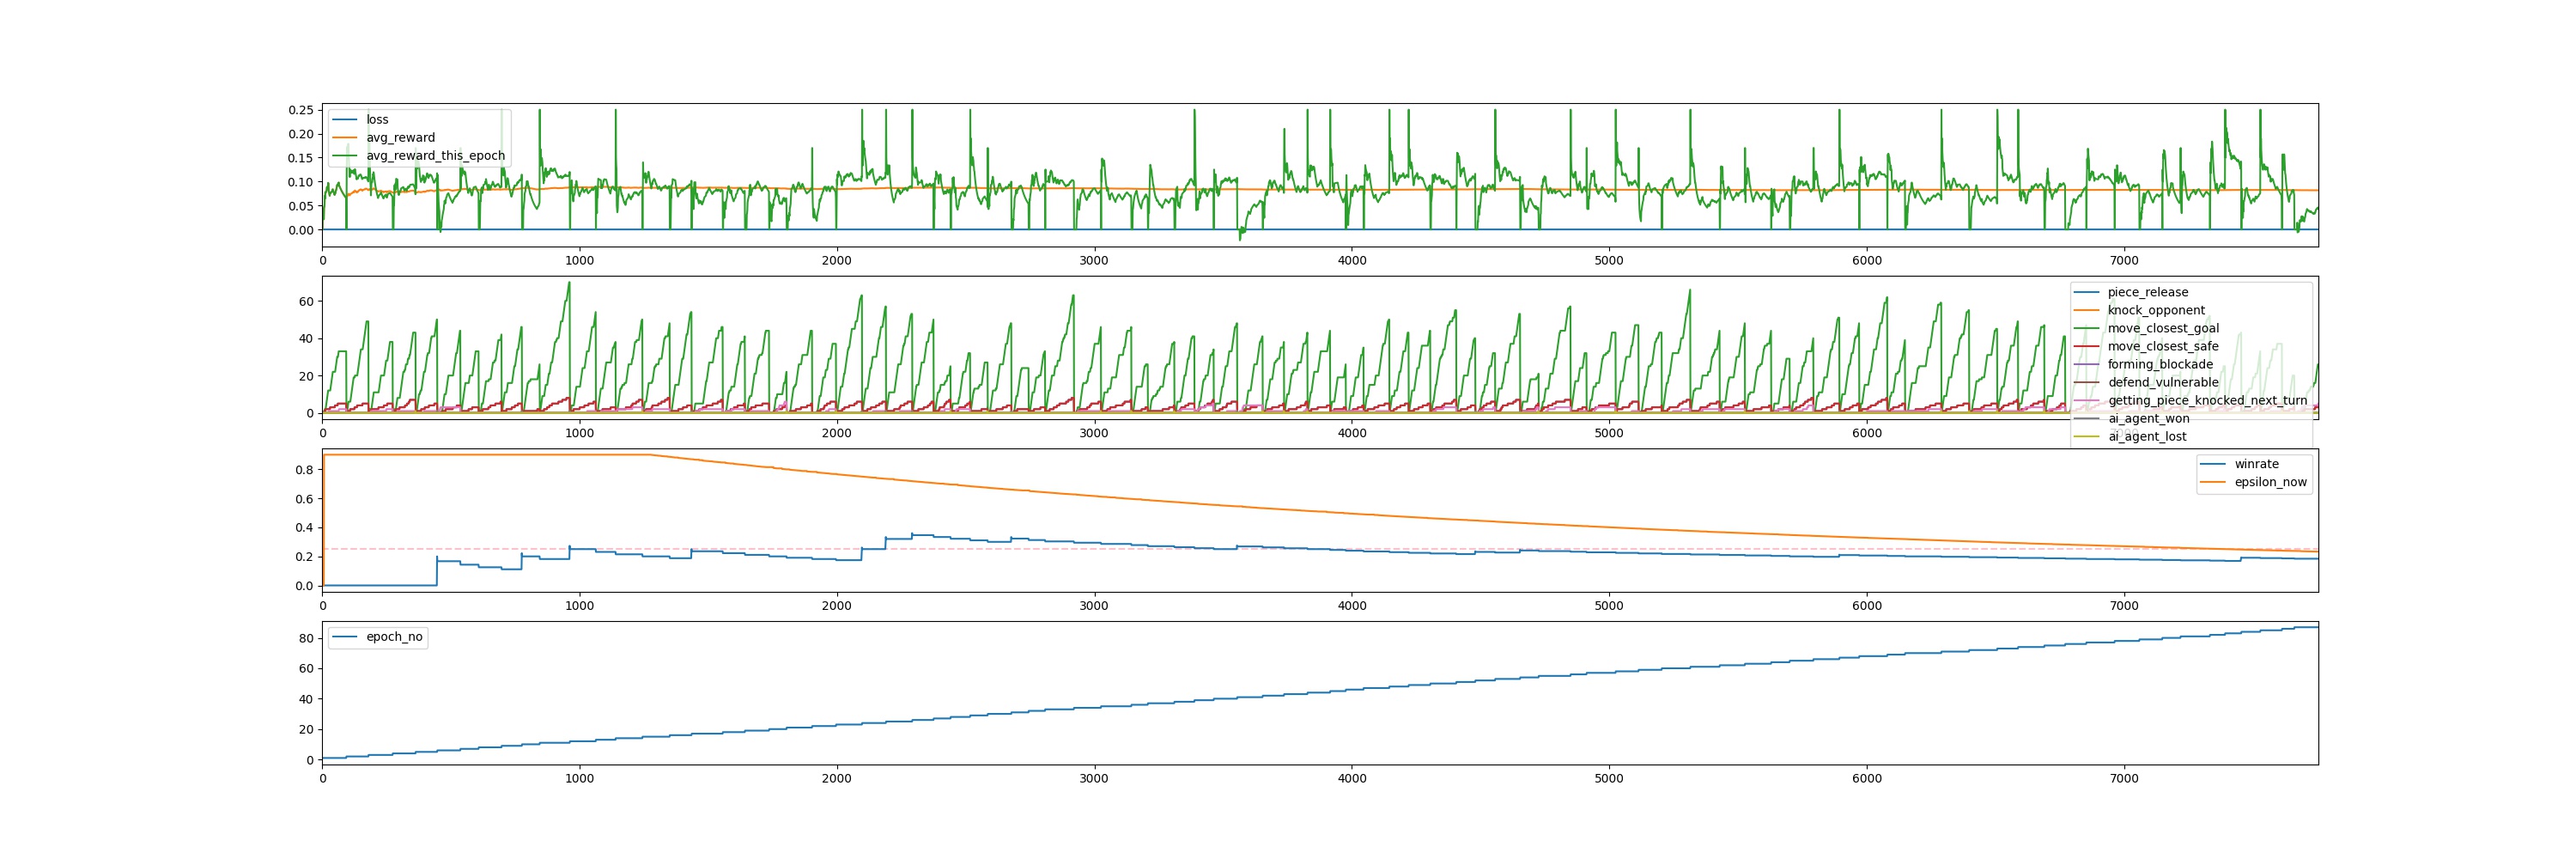 0.25
0.20
0.15
0.10
0.05
0.00
loss
avg_reward
avg_reward_this_epoch
0 1000 2000 3000 4000 5000 6000 7000
60
40
20
0
piece_release
knock_opponent
move_closest_goal
move_closest_safe
forming_blockade
defend_vulnerable
getting_piece_knocked_next_turn
ai_agent_won
ai_agent_lost
0 1000 2000 3000 4000 5000 6000 7000
0.8
0.6
0.4
0.2
0.0
winrate
epsilon_now
0 1000 2000 3000 4000 5000 6000 7000
80
60
40
20
0
epoch_no
0 1000 2000 3000 4000 5000 6000 7000